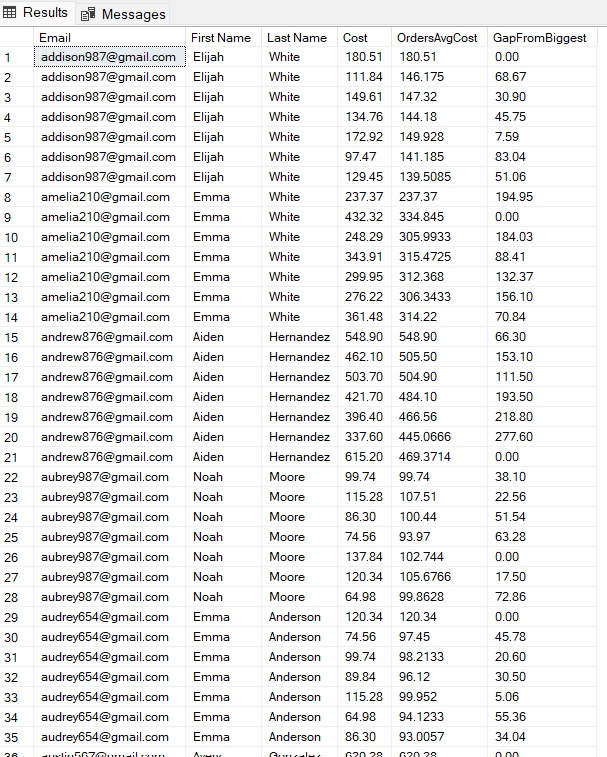 Results Messages
Email First Name Last Name Cost OrdersAvgCost GapFromBiggest
1 addison987@gmail.com Elijah White 180.51 180.51 0.00
2 addison987@gmail.com Elijah White 111.84 146.175 68.67
3 addison987@gmail.com Elijah White 149.61 147.32 30.90
4 addison987@gmail.com Elijah White 134.76 144.18 45.75
5 addison987@gmail.com Elijah White 172.92 149.928 7.59
6 addison987@gmail.com Elijah White 97.47 141.185 83.04
7 addison987@gmail.com Elijah White 129.45 139.5085 51.06
8 amelia210@gmail.com Emma White 237.37 237.37 194.95
9 amelia210@gmail.com Emma White 432.32 334.845 0.00
10 amelia210@gmail.com Emma White 248.29 305.9933 184.03
11 amelia210@gmail.com Emma White 343.91 315.4725 88.41
12 amelia210@gmail.com Emma White 299.95 312.368 132.37
13 amelia210@gmail.com Emma White 276.22 306.3433 156.10
14 amelia210@gmail.com Emma White 361.48 314.22 70.84
15 andrew876@gmail.com Aiden Hernandez 548.90 548.90 66.30
16 andrew876@gmail.com Aiden Hernandez 462.10 505.50 153.10
17 andrew876@gmail.com Aiden Hernandez 503.70 504.90 111.50
18 andrew876@gmail.com Aiden Hernandez 421.70 484.10 193.50
19 andrew876@gmail.com Aiden Hernandez 396.40 466.56 218.80
20 andrew876@gmail.com Aiden Hernandez 337.60 445.0666 277.60
21 andrew876@gmail.com Aiden Hernandez 615.20 469.3714 0.00
22 aubrey987@gmail.com Noah Moore 99.74 99.74 38.10
23 aubrey987@gmail.com Noah Moore 115.28 107.51 22.56
24 aubrey987@gmail.com Noah Moore 86.30 100.44 51.54
25 aubrey987@gmail.com Noah Moore 74.56 93.97 63.28
26 aubrey987@gmail.com Noah Moore 137.84 102.744 0.00
27 aubrey987@gmail.com Noah Moore 120.34 105.6766 17.50
28 aubrey987@gmail.com Noah Moore 64.98 99.8628 72.86
29 audrey654@gmail.com Emma Anderson 120.34 120.34 0.00
30 audrey654@gmail.com Emma Anderson 74.56 97.45 45.78
31 audrey654@gmail.com Emma Anderson 99.74 98.2133 20.60
32 audrey654@gmail.com Emma Anderson 89.84 96.12 30.50
33 audrey654@gmail.com Emma Anderson 115.28 99.952 5.06
34 audrey654@gmail.com Emma Anderson 64.98 94.1233 55.36
35 audrey654@gmail.com Emma Anderson 86.30 93.0057 34.04
36 austin567@gmail.com Avery Gonzalez 620.28 620.28 0.00